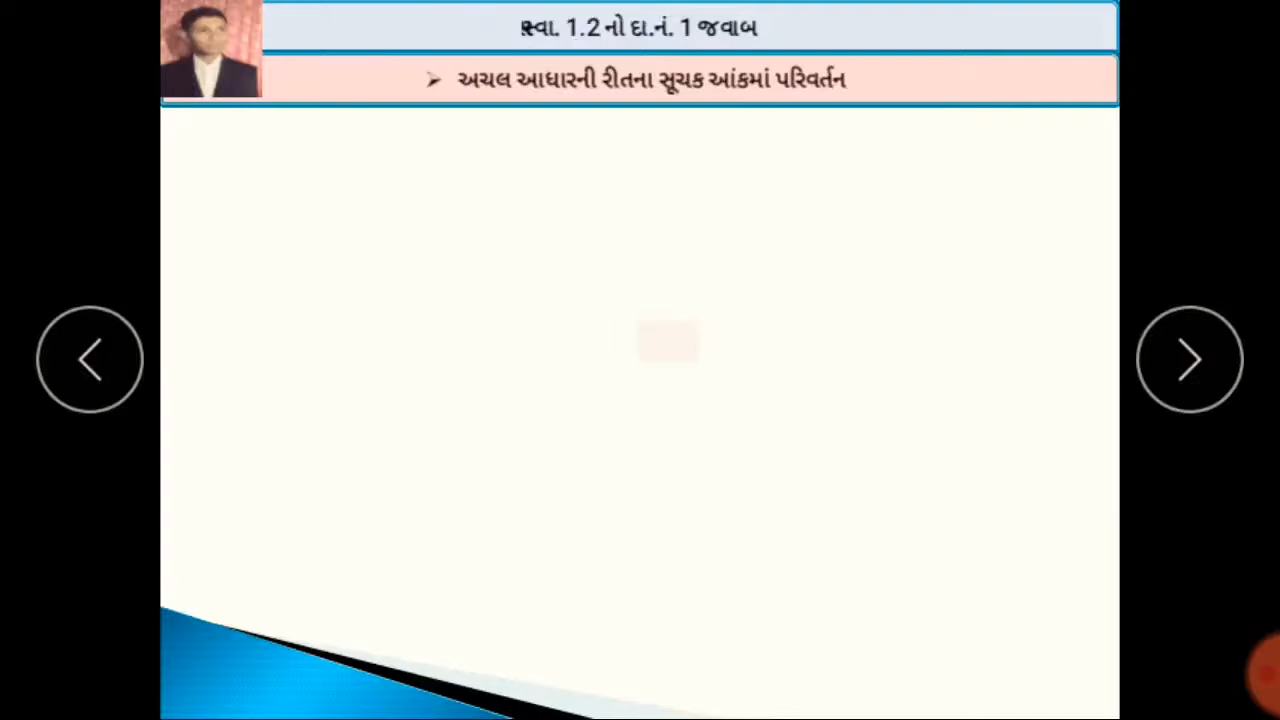 સ્વા. 1.2 નો દા.નં. 1 જવાબ
➢ અચલ આધારની રીતના સૂચક આંકમાં પરિવર્તન